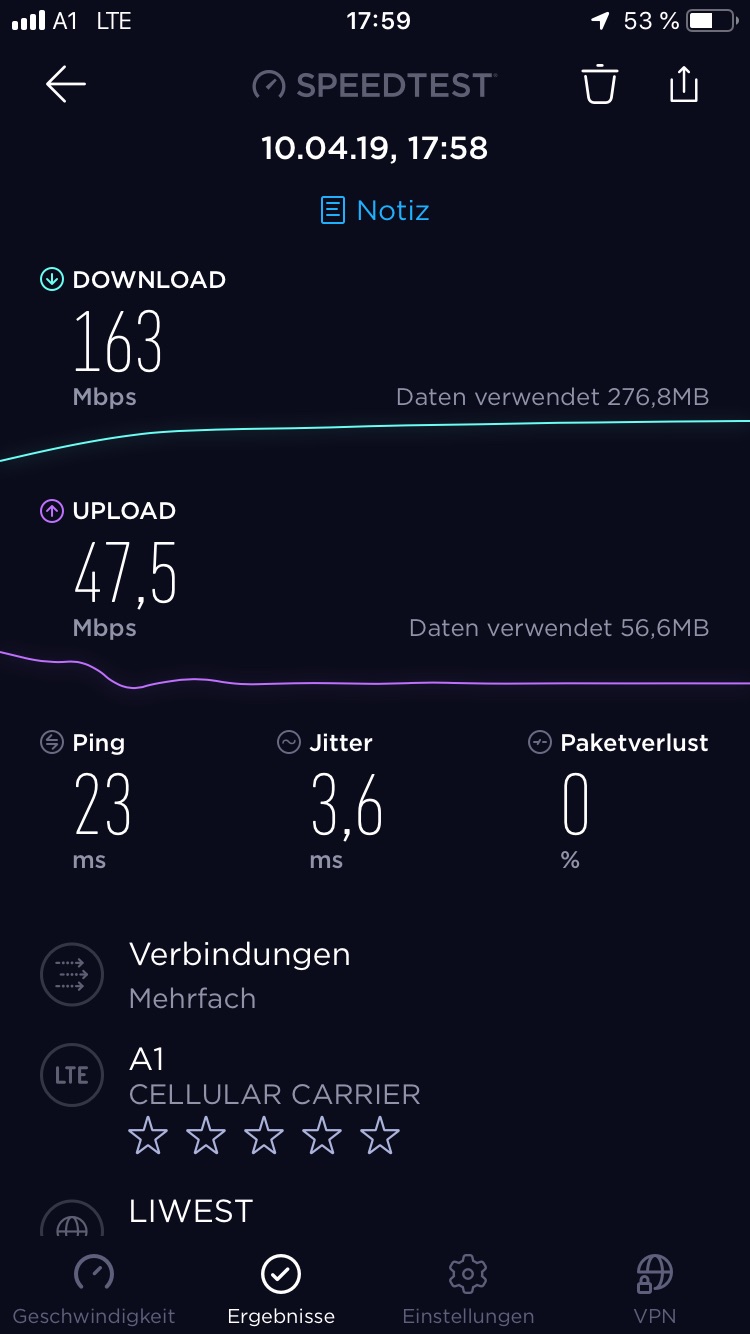 A1 LTE 17:59 53 %
SPEEDTEST
10.04.19, 17:58
Notiz
DOWNLOAD
163
Mbps Daten verwendet 276,8MB
UPLOAD
47,5
Mbps Daten verwendet 56,6MB
Ping Jitter Paketverlust
23 3,6 0
ms ms %
Verbindungen
Mehrfach
LTE A1
CELLULAR CARRIER
LIWEST
Geschwindigkeit Ergebnisse Einstellungen VPN